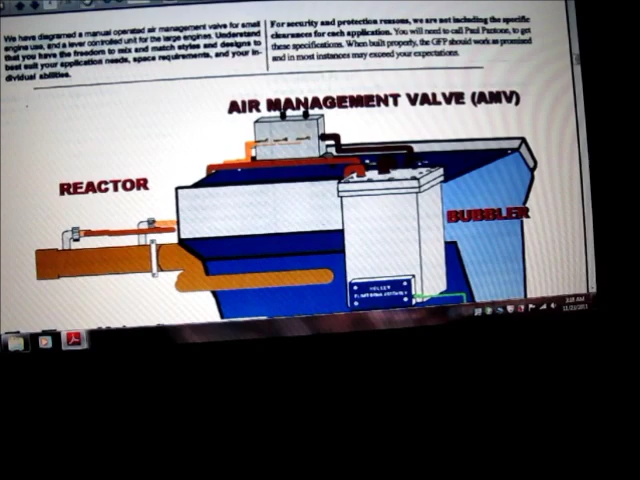 We have diagramed a manual operated air management valve for small
engine use, and a lever controlled unit for the large engines. Understand
that you have the freedom to mix and match styles and designs to
best suit your application needs, space requirements, and your in-
dividual abilities.
For security and protection reasons, we are not including the specific
clearances for each application. You will need to call Paul Pantone, to get
these specifications. When built properly, the GFP should work as promised
and in most instances may exceed your expectations.
AIR MANAGEMENT VALVE (AMV)
REACTOR
BUBBLER
3:03 AM